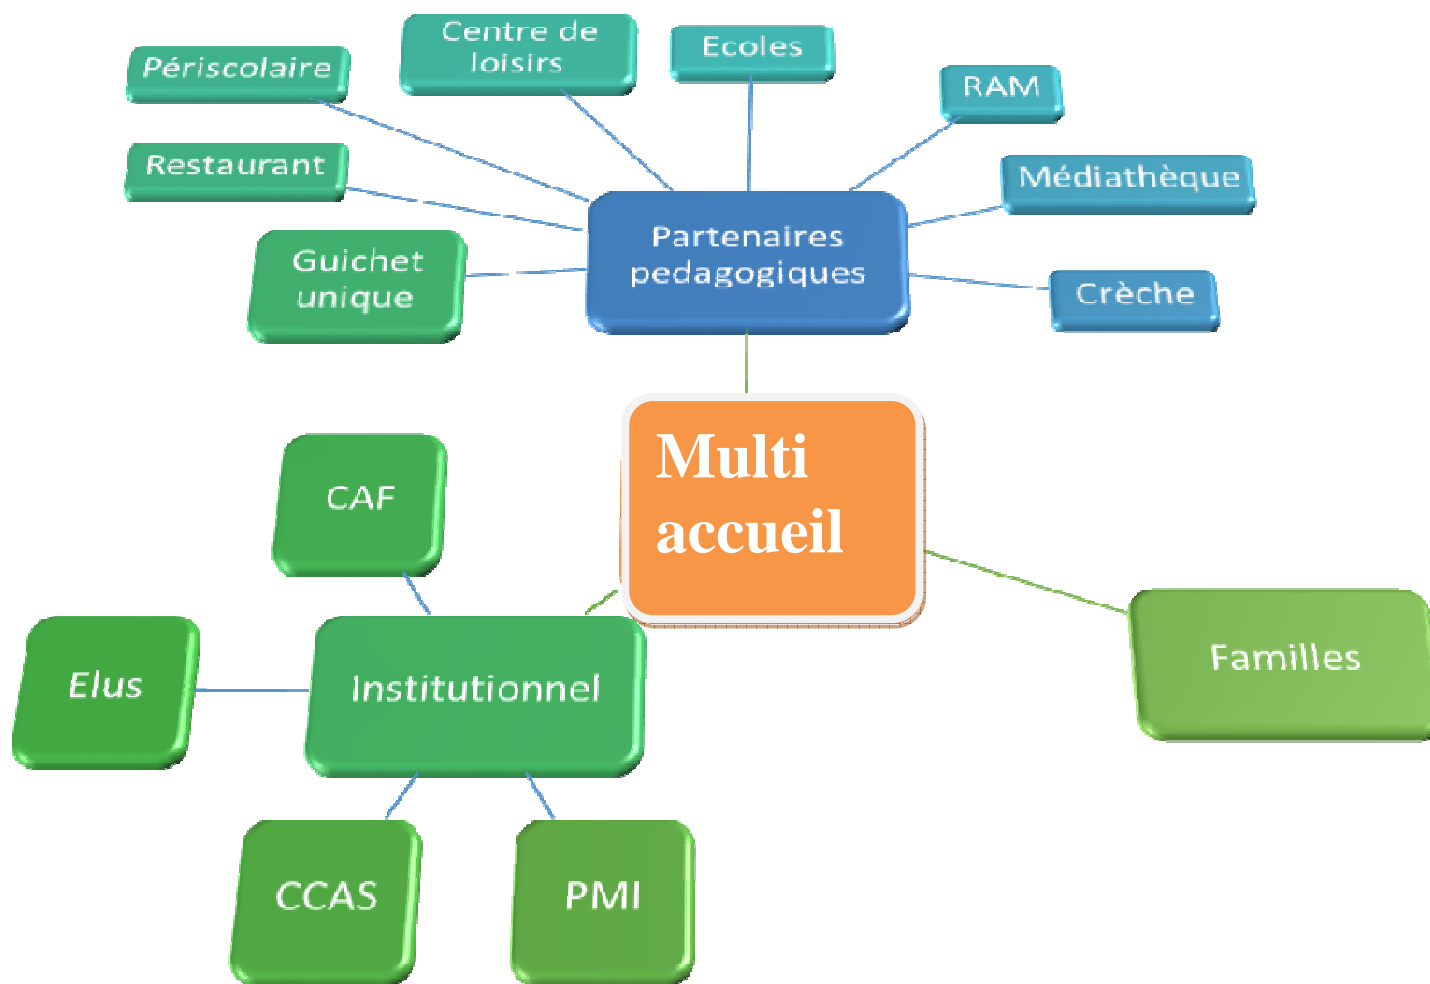 Centre de
loisirs
Ecoles
Périscolaire
RAM
Restaurant
Médiathèque
Partenaires
pedagogiques
Guichet
unique
Crèche
Multi
accueil
CAF
Familles
Elus
Institutionnel
CCAS
PMI